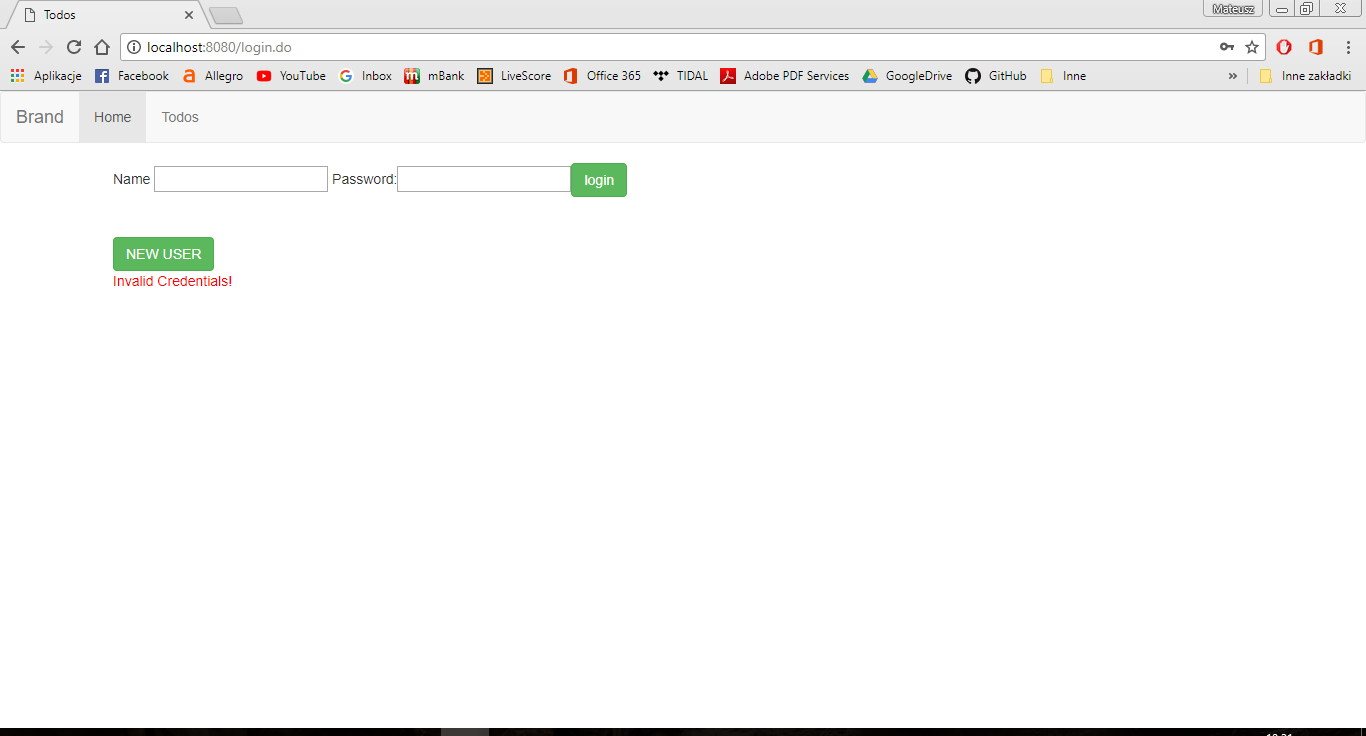 Todos
Mateusz
localhost:8080/login.do
Aplikacje Facebook Allegro YouTube Inbox mBank LiveScore Office 365 TIDAL Adobe PDF Services GoogleDrive GitHub Inne » Inne zakładki
Brand Home Todos
Name Password: login
NEW USER
Invalid Credentials!